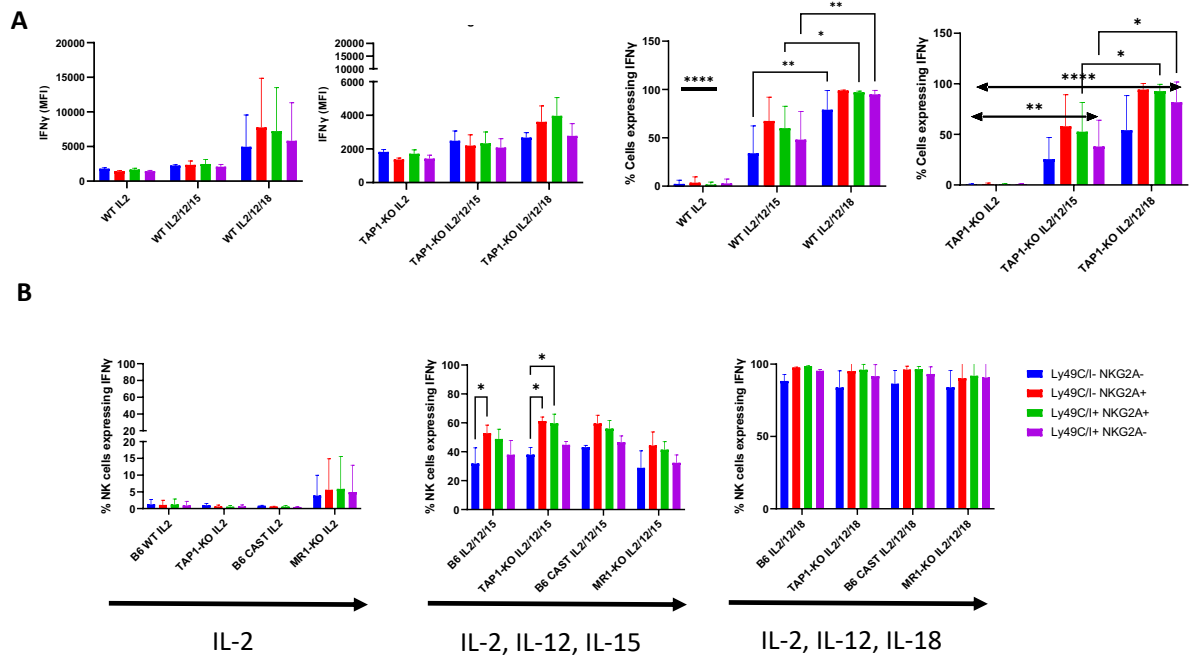 A
IFNγ (MFI)
20000
15000
10000
5000
0
WT IL2
WT IL2/12/15
WT IL2/12/18
IFNγ (MFI)
20000
15000
10000
6000
4000
2000
0
TAP1-KO IL2
TAP1-KO IL2/12/15
TAP1-KO IL2/12/18
% Cells expressing IFNγ
150
100
50
0
****
**
*
**
WT IL2
WT IL2/12/15
WT IL2/12/18
% Cells expressing IFNγ
150
100
50
0
****
**
*
*
TAP1-KO IL2
TAP1-KO IL2/12/15
TAP1-KO IL2/12/18
B
% NK cells expressing IFNγ
100
80
60
40
20
15
10
5
0
B6 WT IL2
TAP1-KO IL2
B6 CAST IL2
MR1-KO IL2
IL-2
% NK cells expressing IFNγ
100
80
60
40
20
0
*
*
*
B6 IL2/12/15
TAP1-KO IL2/12/15
B6 CAST IL2/12/15
MR1-KO IL2/12/15
IL-2, IL-12, IL-15
% NK cells expressing IFNγ
100
50
0
B6 IL2/12/18
TAP1-KO IL2/12/18
B6 CAST IL2/12/18
MR1-KO IL2/12/18
IL-2, IL-12, IL-18
Ly49C/I- NKG2A-
Ly49C/I- NKG2A+
Ly49C/I+ NKG2A+
Ly49C/I+ NKG2A-